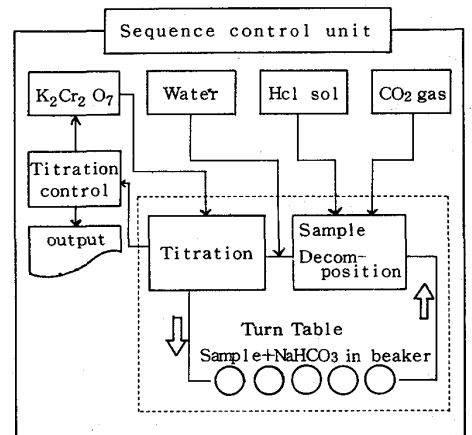 Sequence control unit
K2Cr2O7
Water
Hcl sol
CO2 gas
Titration
control
output
Titration
Sample
Decom-
position
Turn Table
Sample+NaHCO3 in beaker